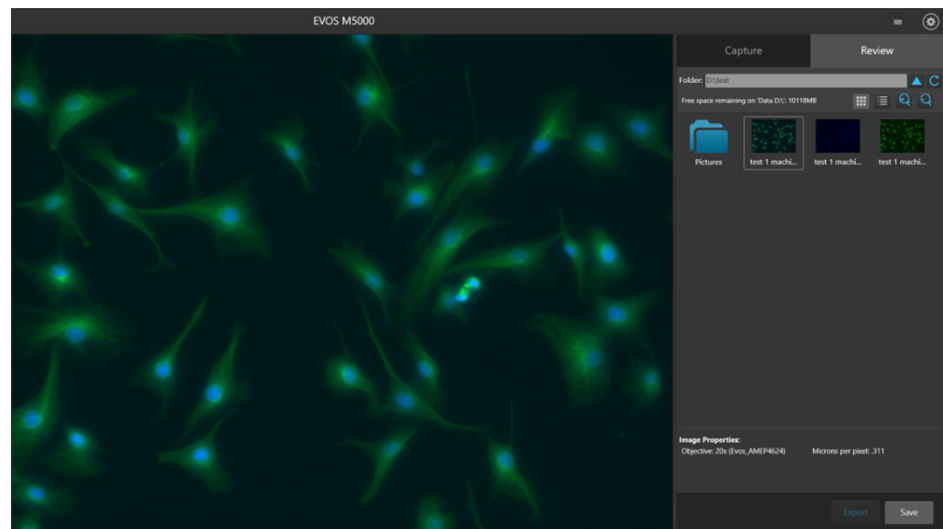 EVOS M5000
Capture
Review
Folder: D:\test
Free space remaining on 'Data D:\': 10118MB
Pictures
test 1 machi...
test 1 machi...
test 1 machi...
Image Properties:
Objective: 20x (Evos_AMEP4624)
Microns per pixel: .311
Export
Save